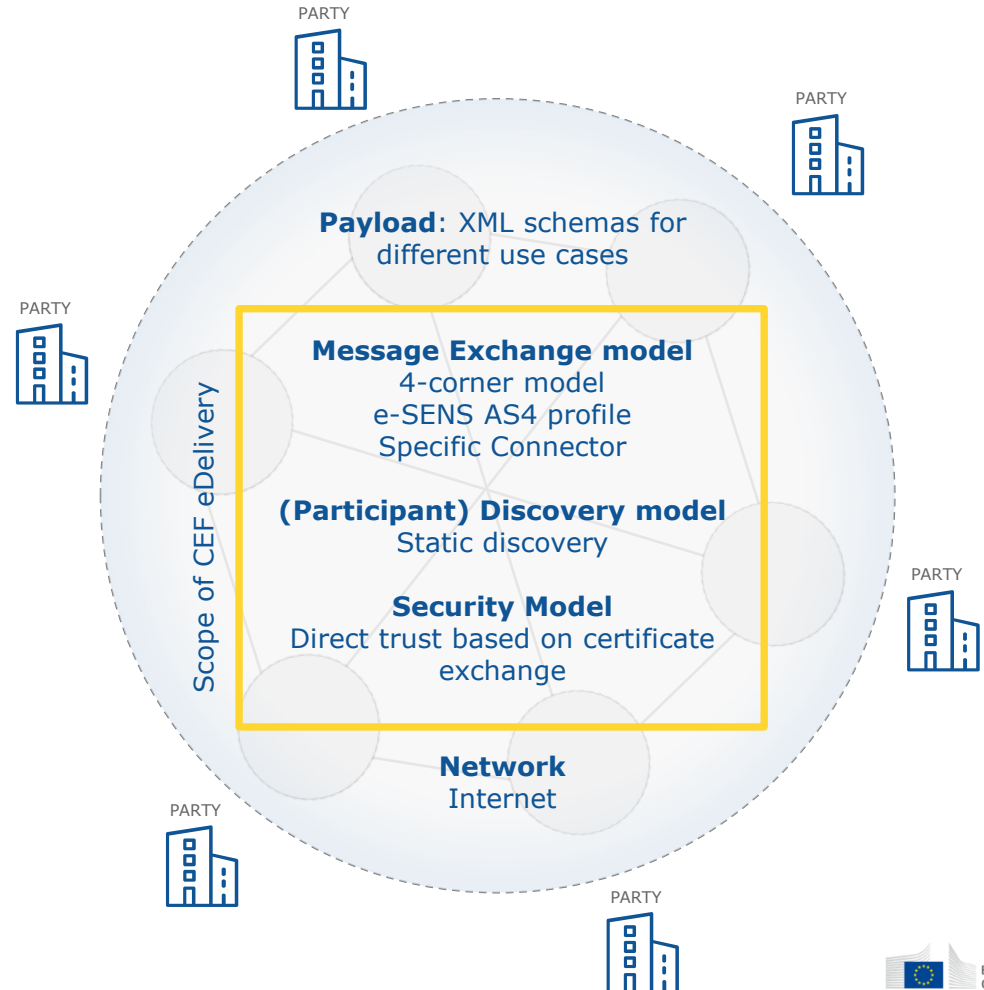 PARTY
PARTY
Payload: XML schemas for
different use cases
PARTY
Message Exchange model
4-corner model
e-SENS AS4 profile
Specific Connector
Scope of CEF eDelivery
(Participant) Discovery model
Static discovery
PARTY
Security Model
Direct trust based on certificate
exchange
Network
Internet
PARTY
PARTY